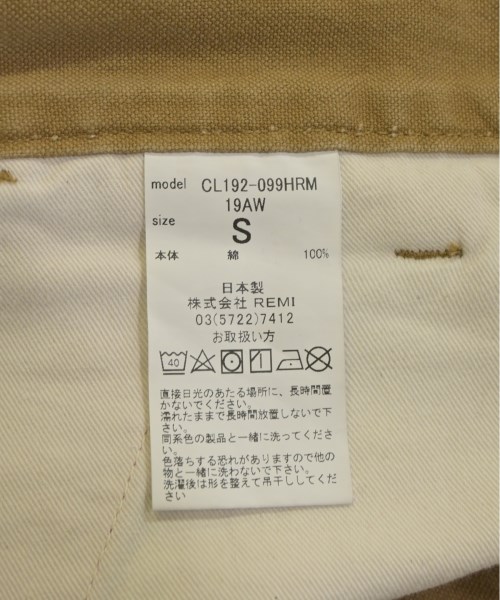 model CL192-099HRM
19AW
size
S
本体 綿 100%
日本製
株式会社 REMI
03(5722)7412
お取扱い方
40
直接日光のあたる場所に、長時間置
かないでください。
濡れたままで長時間放置しないで下
さい。
同系色の製品と一緒に洗ってくださ
い。
色落ちする恐れがありますので他の
物と一緒に洗わないで下さい。
洗濯後は形を整えて吊干ししてくださ
い